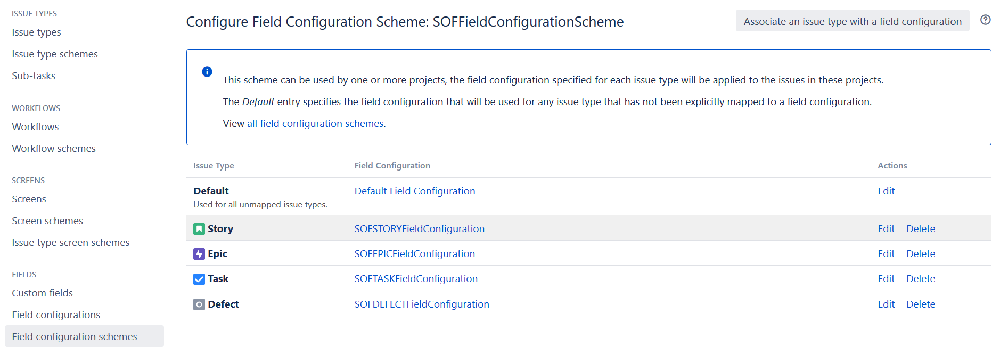 ISSUE TYPES
Issue types
Issue type schemes
Sub-tasks
WORKFLOWS
Workflows
Workflow schemes
SCREENS
Screens
Screen schemes
Issue type screen schemes
FIELDS
Custom fields
Field configurations
Field configuration schemes
Configure Field Configuration Scheme: SOFFieldConfigurationScheme
Associate an issue type with a field configuration
This scheme can be used by one or more projects, the field configuration specified for each issue type will be applied to the issues in these projects.
The Default entry specifies the field configuration that will be used for any issue type that has not been explicitly mapped to a field configuration.
View all field configuration schemes.
Issue Type Field Configuration Actions
Default Default Field Configuration Edit
Used for all unmapped issue types.
Story SOFSTORYFieldConfiguration Edit Delete
Epic SOFEPICFieldConfiguration Edit Delete
Task SOFTASKFieldConfiguration Edit Delete
Defect SOFDEFECTFieldConfiguration Edit Delete